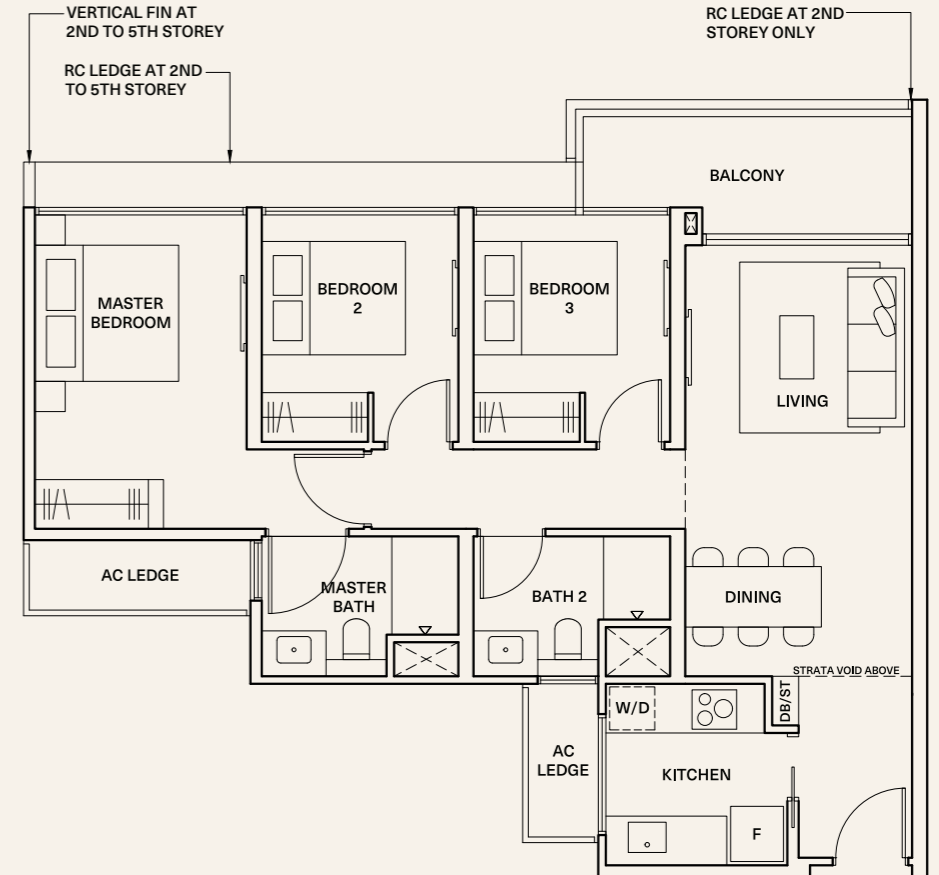 VERTICAL FIN AT
2ND TO 5TH STOREY
RC LEDGE AT 2ND
STOREY ONLY
RC LEDGE AT 2ND
TO 5TH STOREY
BALCONY
MASTER
BEDROOM
BEDROOM
2
BEDROOM
3
LIVING
AC LEDGE
MASTER
BATH
BATH 2
DINING
STRATA VOID ABOVE
W/D
DB/ST
AC
LEDGE
KITCHEN
F